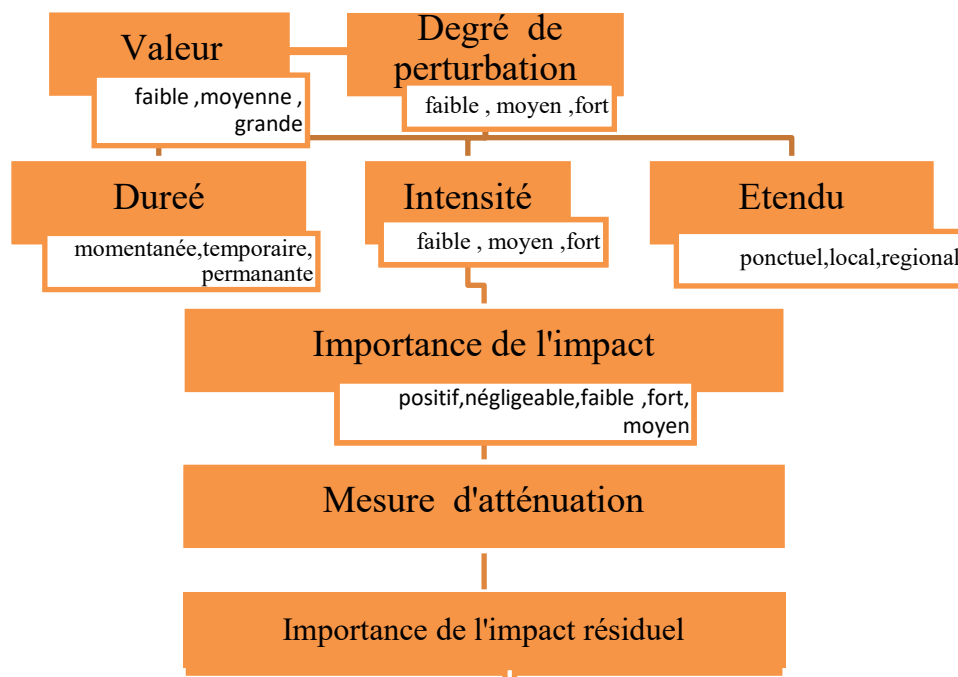 Valeur
faible ,moyenne ,
grande
Degré de
perturbation
faible , moyen ,fort
Dureé
momentanée,temporaire,
permanante
Intensité
faible , moyen ,fort
Etendu
ponctuel,local,regional
Importance de l'impact
positif,négligeable,faible ,fort,
moyen
Mesure d'atténuation
Importance de l'impact résiduel